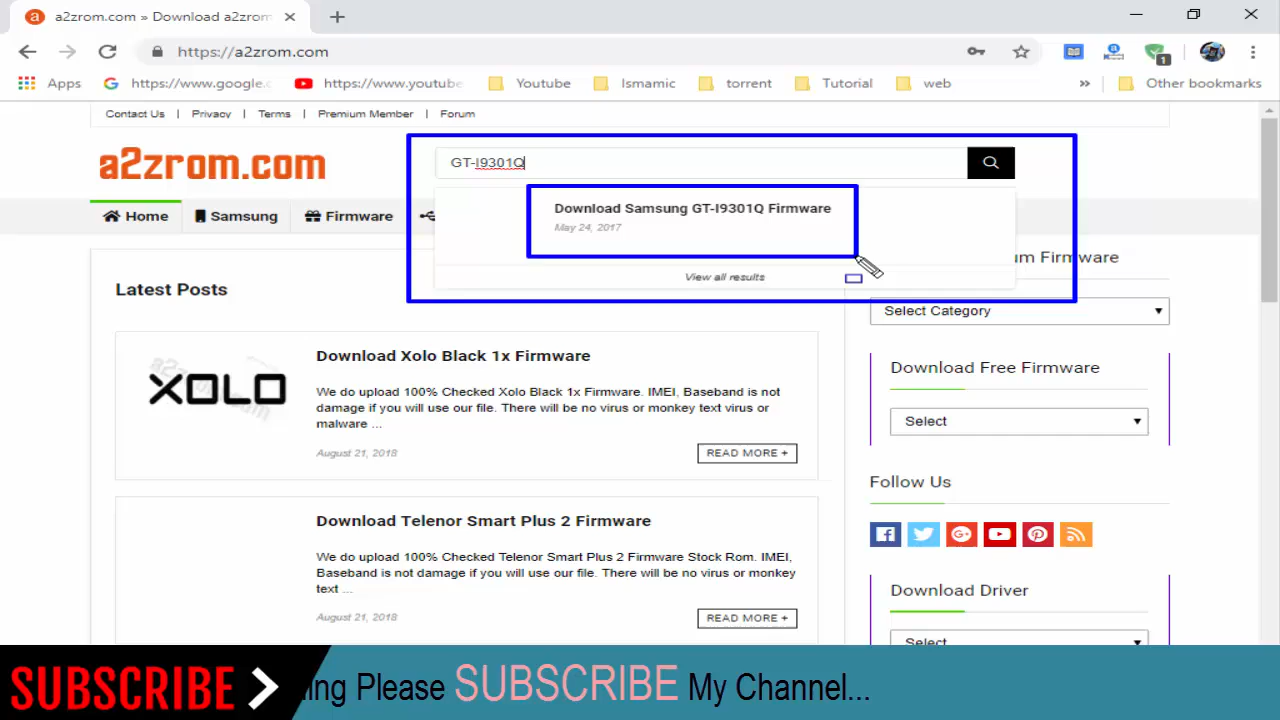 a2zrom.com » Download a2zrom
https://a2zrom.com
1
Apps
https://www.google.c
https://www.youtube
Youtube
Ismamic
torrent
Tutorial
web
»
Other bookmarks
Contact Us | Privacy | Terms | Premium Member | Forum
a2zrom.com
GT-I9301Q
Home
Samsung
Firmware
Download Samsung GT-I9301Q Firmware
May 24, 2017
View all results
um Firmware
Select Category
Latest Posts
XOLO
Download Xolo Black 1x Firmware
We do upload 100% Checked Xolo Black 1x Firmware. IMEI, Baseband is not
damage if you will use our file. There will be no virus or monkey text virus or
malware ...
August 21, 2018
READ MORE +
Download Telenor Smart Plus 2 Firmware
We do upload 100% Checked Telenor Smart Plus 2 Firmware Stock Rom. IMEI,
Baseband is not damage if you will use our file. There will be no virus or monkey
text ...
August 21, 2018
READ MORE +
Download Free Firmware
Select
Follow Us
Download Driver
Select
SUBSCRIBE
ing Please SUBSCRIBE My Channel...